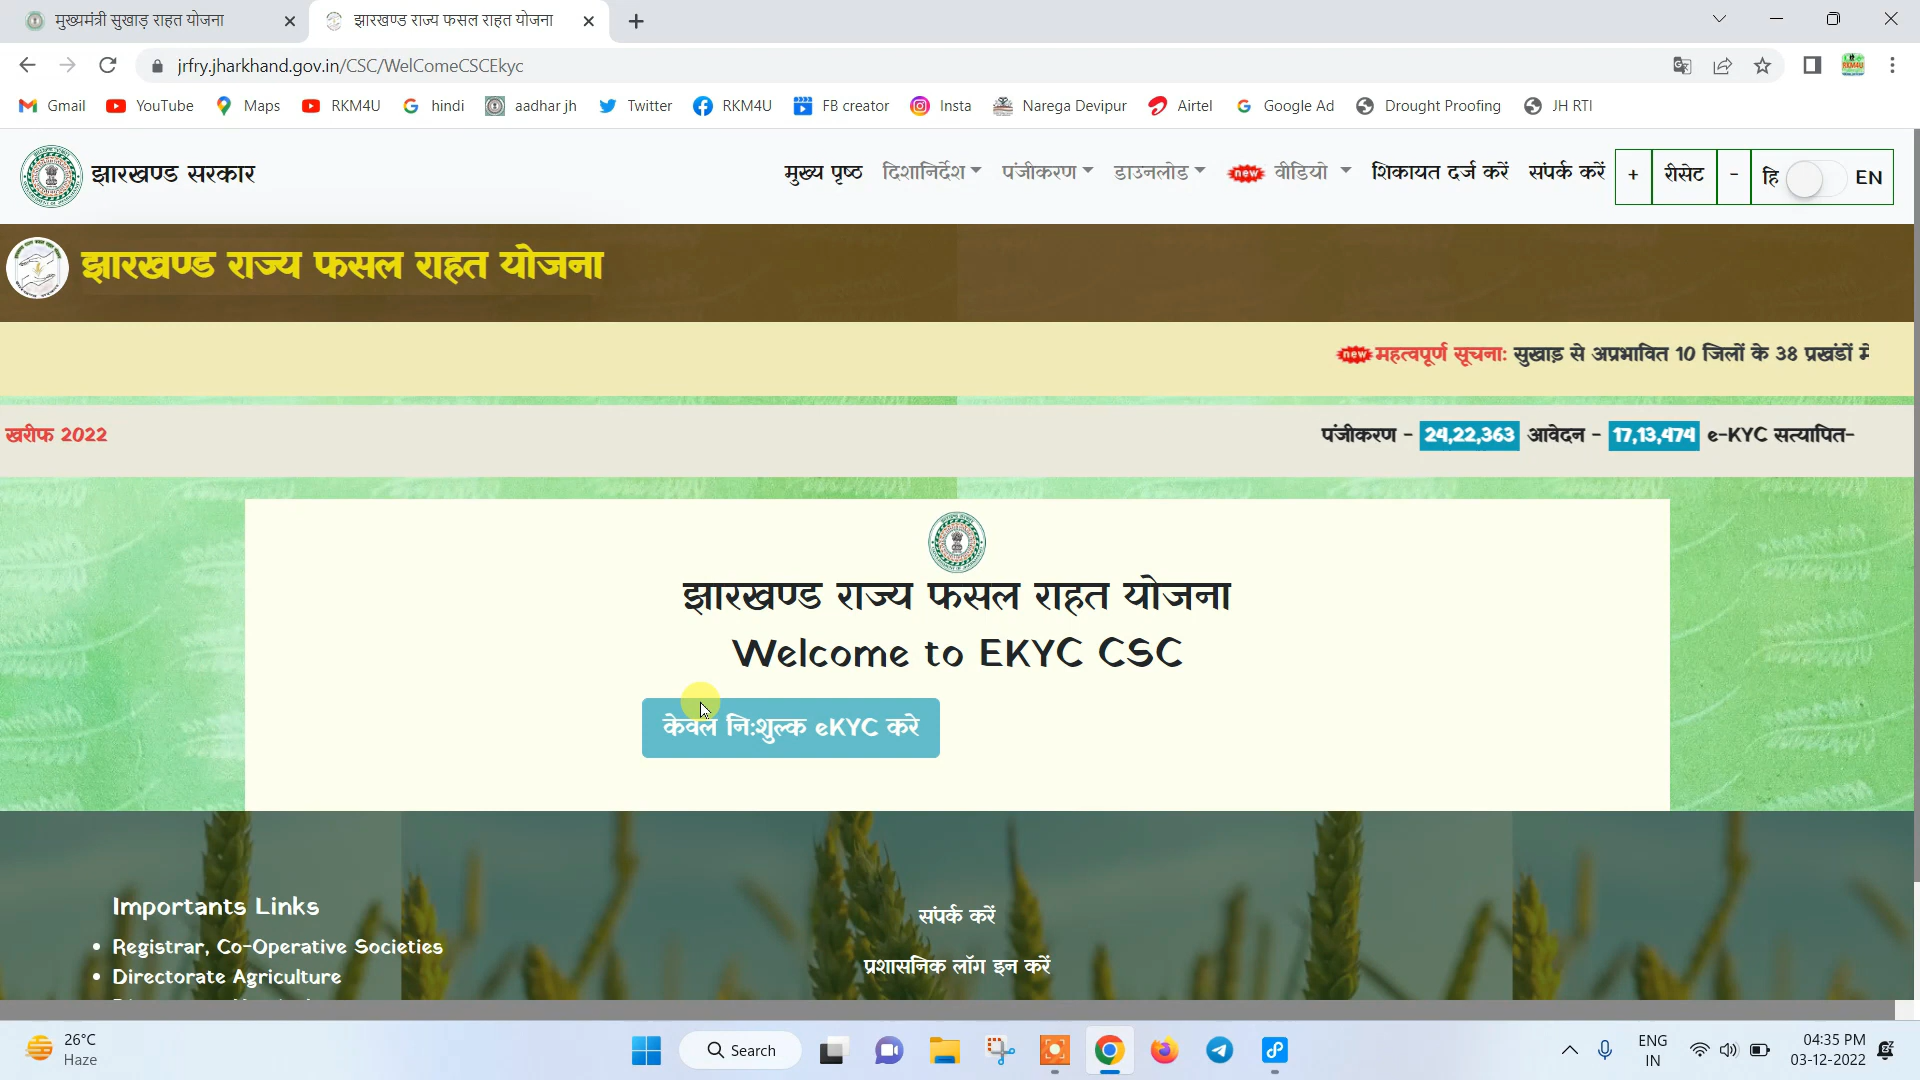 मुख्यमंत्री सुखाड़ राहत योजना
झारखण्ड राज्य फसल राहत योजना
jrfry.jharkhand.gov.in/CSC/WelComeCSCEkyc
Gmail YouTube Maps RKM4U hindi aadhar jh Twitter RKM4U FB creator Insta Narega Devipur Airtel Google Ad Drought Proofing JH RTI
झारखण्ड सरकार
मुख्य पृष्ठ दिशानिर्देश पंजीकरण डाउनलोड new वीडियो शिकायत दर्ज करें संपर्क करें + रीसेट - हि EN
झारखण्ड राज्य फसल राहत योजना
new महत्वपूर्ण सूचना: सुखाड़ से अप्रभावित 10 जिलों के 38 प्रखंडों
खरीफ 2022
पंजीकरण - 24,22,363 आवेदन - 17,13,474 e-KYC सत्यापित-
झारखण्ड राज्य फसल राहत योजना
Welcome to EKYC CSC
केवल नि:शुल्क eKYC करे
Importants Links
• Registrar, Co-Operative Societies
• Directorate Agriculture
संपर्क करें
प्रशासनिक लॉग इन करें
26°C
Haze
Search
ENG
IN
04:35 PM
03-12-2022